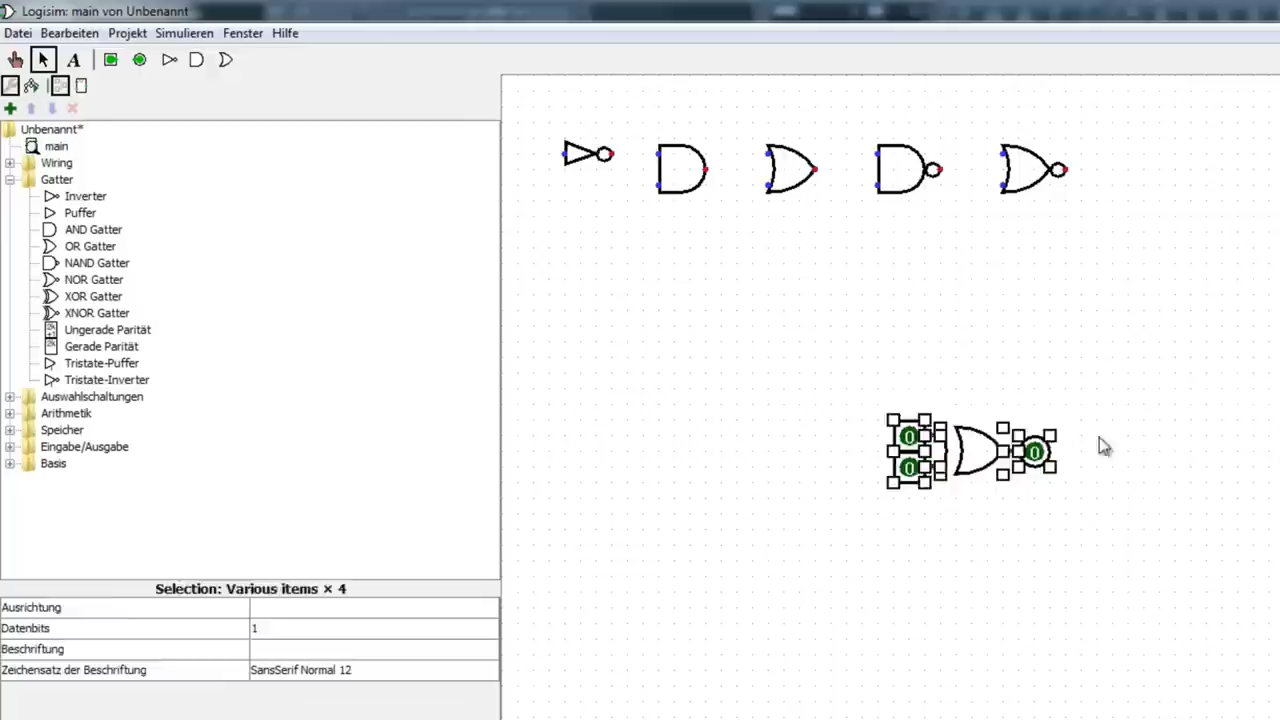 Logisim: main von Unbenannt
Datei Bearbeiten Projekt Simulieren Fenster Hilfe
A
Unbenannt*
main
Wiring
Gatter
Inverter
Puffer
AND Gatter
OR Gatter
NAND Gatter
NOR Gatter
XOR Gatter
XNOR Gatter
Ungerade Parität
Gerade Parität
Tristate-Puffer
Tristate-Inverter
Auswahlschaltungen
Arithmetik
Speicher
Eingabe/Ausgabe
Basis
0
0
0
Selection: Various items × 4
Ausrichtung
Datenbits 1
Beschriftung
Zeichensatz der Beschriftung SansSerif Normal 12